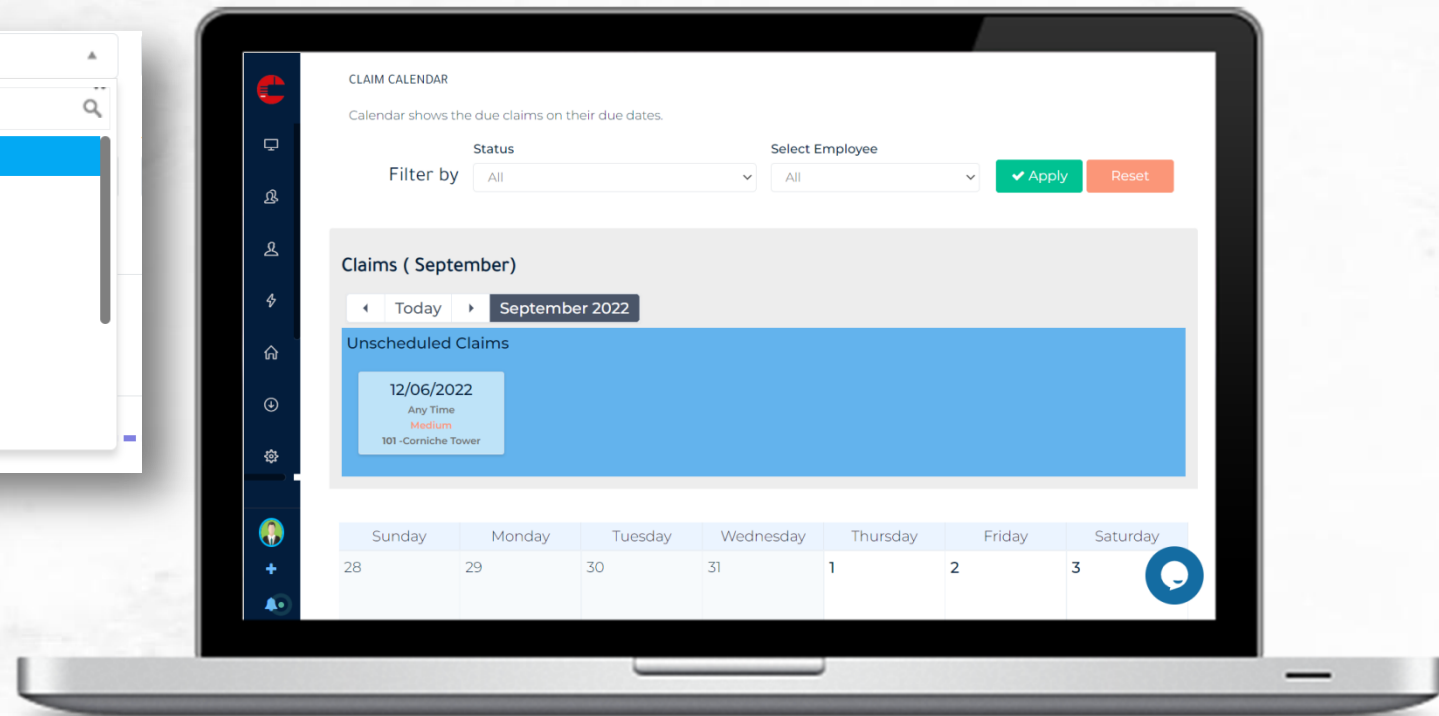 CLAIM CALENDAR
Calendar shows the due claims on their due dates.
Status
Select Employee
Filter by
All
All
Apply
Reset
Claims ( September)
Today
September 2022
Unscheduled Claims
12/06/2022
Any Time
Medium
101 -Corniche Tower
Sunday Monday Tuesday Wednesday Thursday Friday Saturday
28 29 30 31 1 2 3